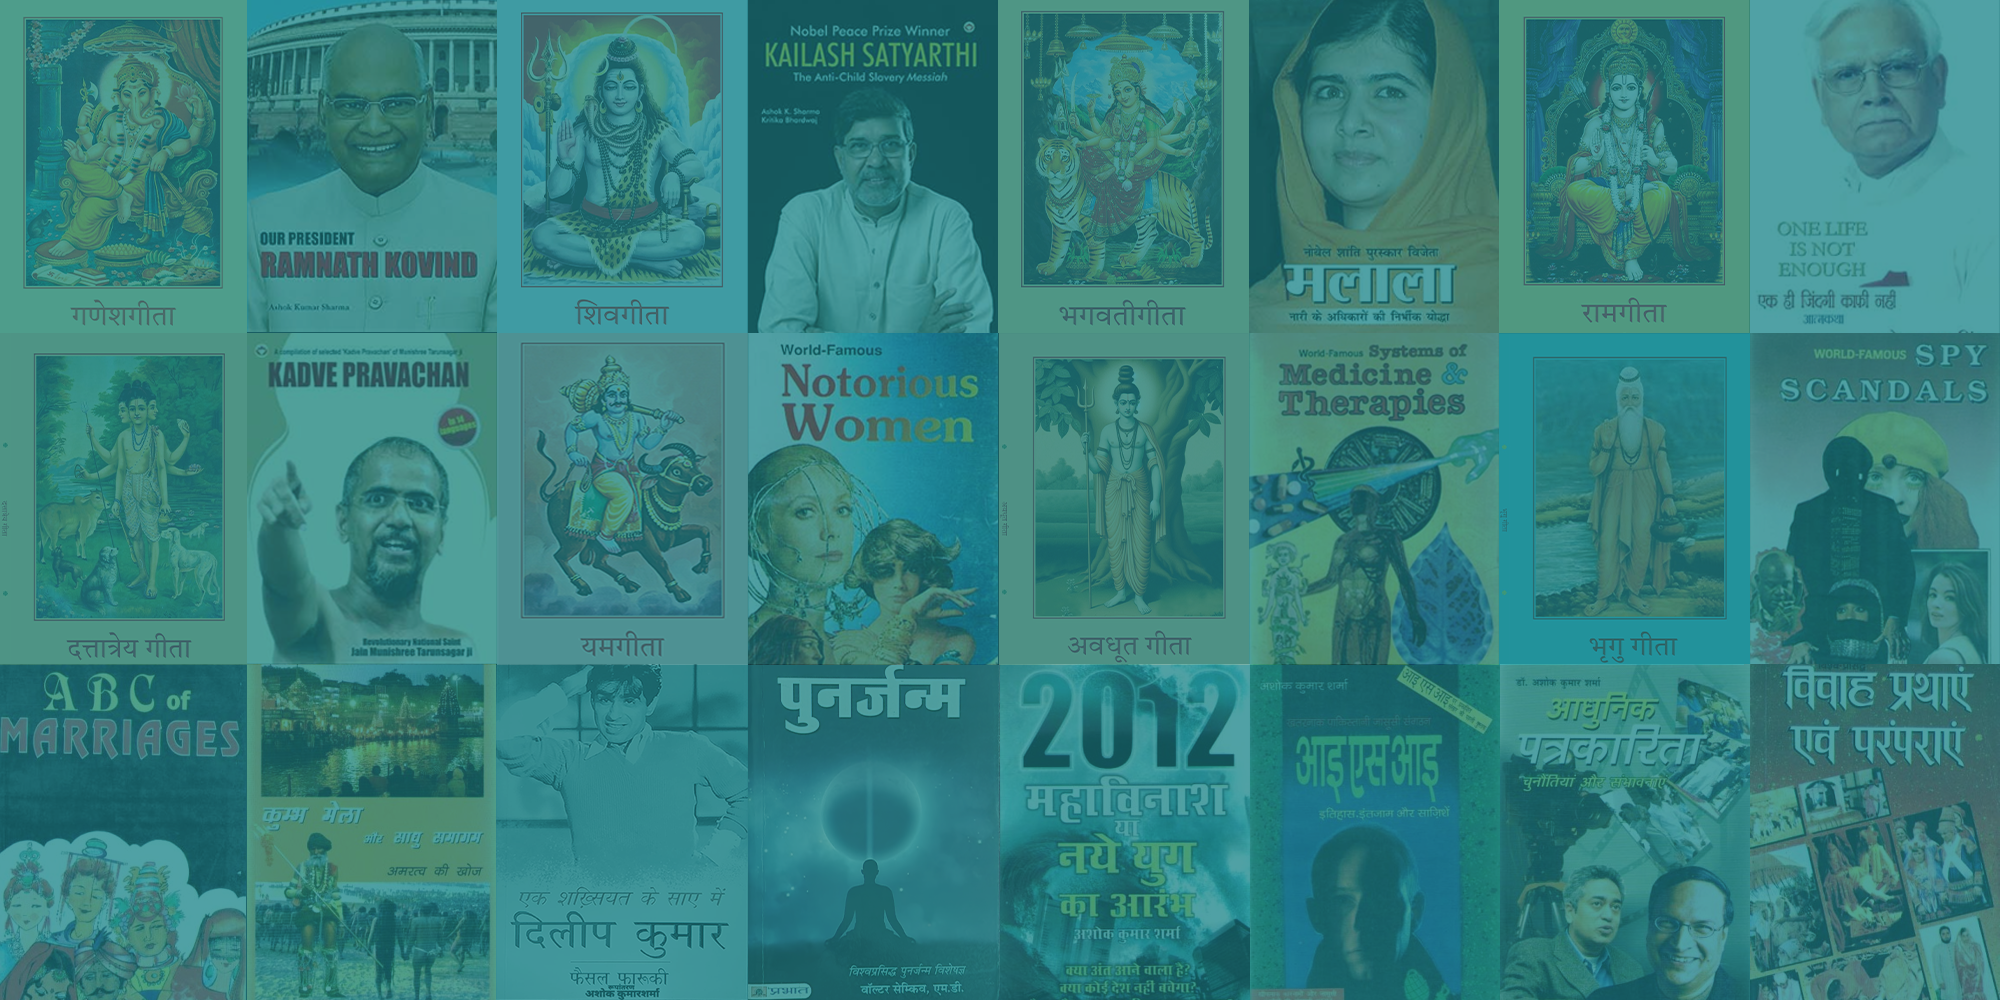 गणेशगीता
OUR PRESIDENT
RAMNATH KOVIND
Ashok Kumar Sharma
शिवगीता
Nobel Peace Prize Winner
KAILASH SATYARTHI
The Anti-Child Slavery Messiah
Ashok K. Sharma
Kritika Bhardwaj
भगवतीगीता
नोबेल शांति पुरस्कार विजेता
मलाला
नारी के अधिकारों की निर्भीक योद्धा
रामगीता
ONE LIFE
IS NOT
ENOUGH
एक ही जिंदगी काफी नहीं
आत्मकथा
दत्तात्रेय गीता
A compilation of selected 'Kadve Pravachan' of Munishree Tarunsagar ji
KADVE PRAVACHAN
In 14
languages
Revolutionary National Saint
Jain Munishree Tarunsagar ji
यमगीता
World-Famous
Notorious
Women
अवधूत गीता
World-Famous Systems of
Medicine &
Therapies
भृगु गीता
WORLD-FAMOUS SPY
SCANDALS
ABC of
MARRIAGES
कुम्भ मेला
और साधु समागम
अमरत्व की खोज
एक शख़्सियत के साए में
दिलीप कुमार
फैसल फ़ारूकी
रूपांतरण
अशोक कुमार शर्मा
पुनर्जन्म
विश्वप्रसिद्ध पुनर्जन्म विशेषज्ञ
वॉल्टर सेम्किव, एम.डी.
प्रभात
2012
महाविनाश
या
नये युग
का आरंभ
अशोक कुमार शर्मा
क्या अंत आने वाला है?
क्या कोई देश नहीं बचेगा?
अशोक कुमार शर्मा
आइ एस आइ
इतिहास, इंतजाम और साजिशें
डॉ. अशोक कुमार शर्मा
आधुनिक
पत्रकारिता
चुनौतियां और संभावनाएं
विवाह प्रथाएं
एवं परंपराएं